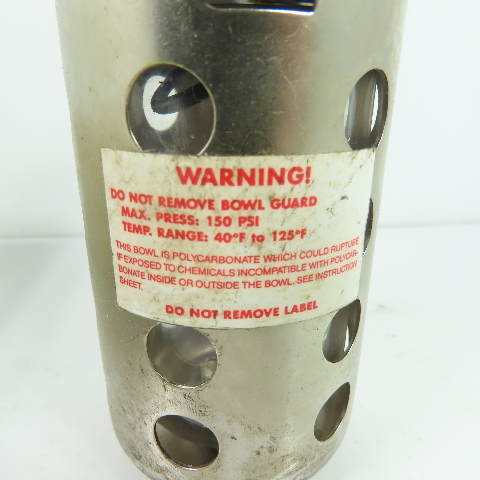 WARNING!
DO NOT REMOVE BOWL GUARD
MAX. PRESS: 150 PSI
TEMP. RANGE: 40°F to 125°F
THIS BOWL IS POLYCARBONATE WHICH COULD RUPTURE
IF EXPOSED TO CHEMICALS INCOMPATIBLE WITH POLYCAR-
BONATE INSIDE OR OUTSIDE THE BOWL. SEE INSTRUCTION
SHEET.
DO NOT REMOVE LABEL